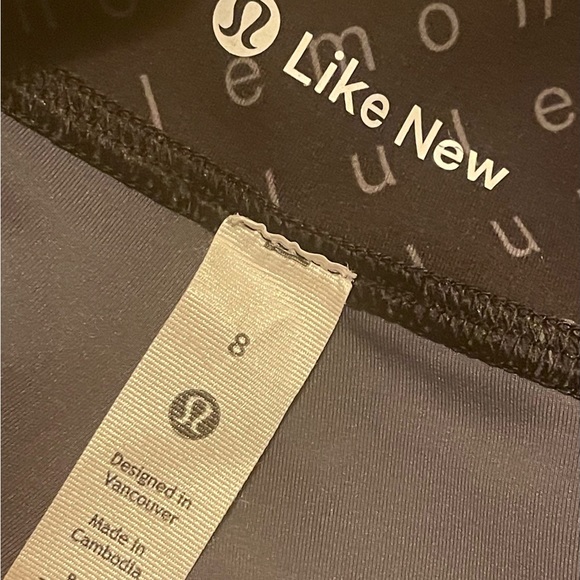 l e m o n
Like New
l u l u l e
8
Designed in
Vancouver
Made in
Cambodia